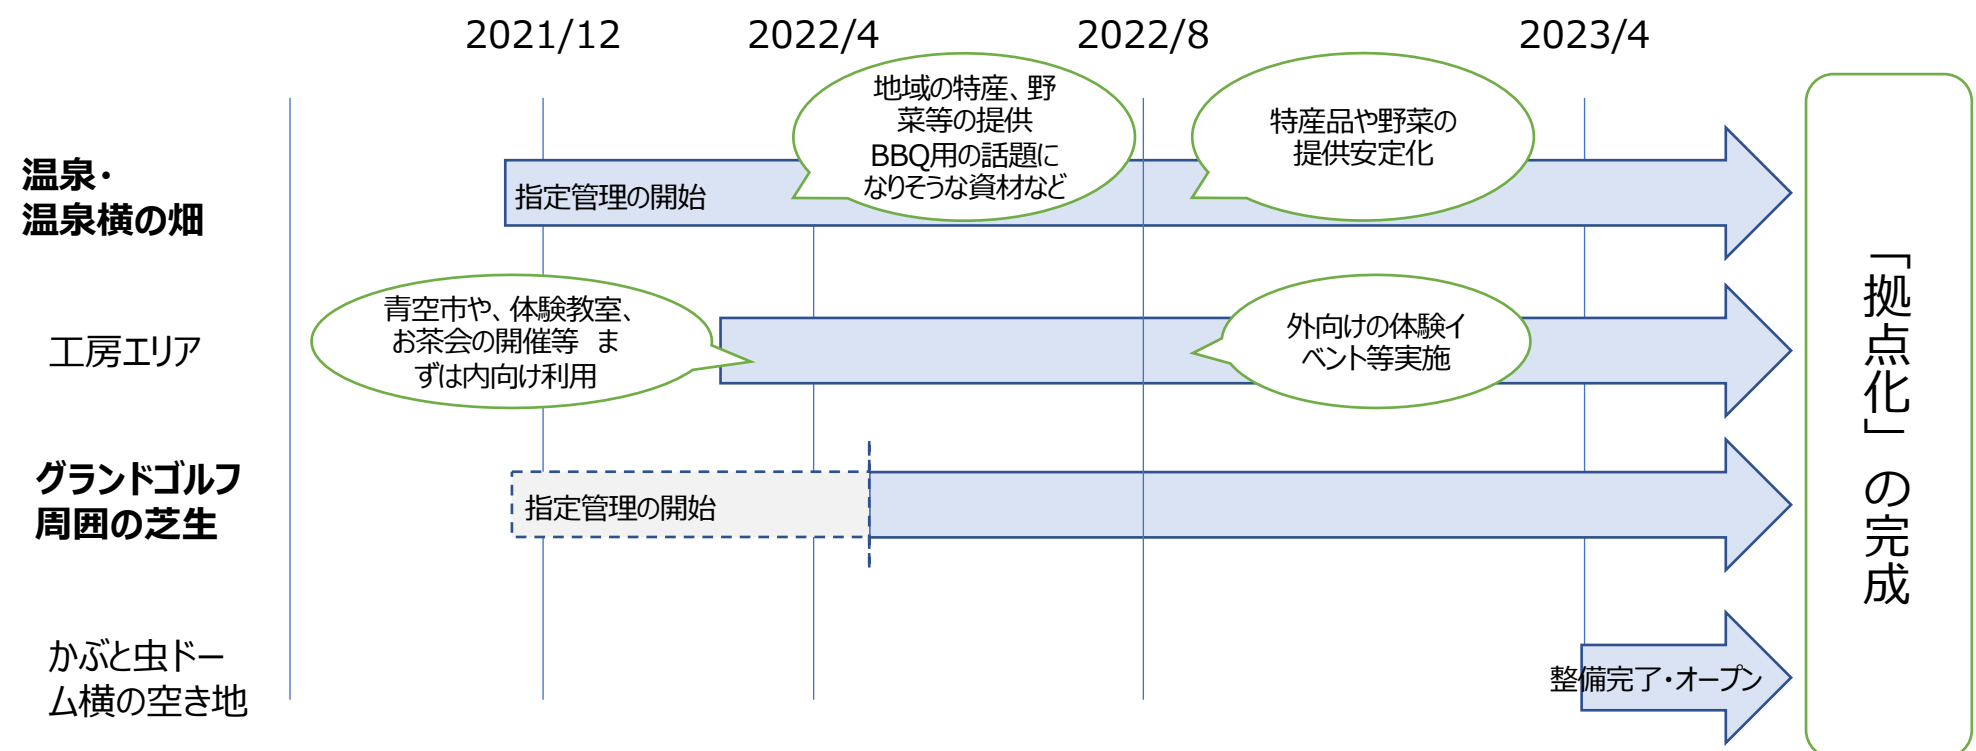 2021/12
2022/4
2022/8
2023/4
温泉・
温泉横の畑
指定管理の開始
地域の特産、野
菜等の提供
BBQ用の話題に
なりそうな資材など
特産品や野菜の
提供安定化
工房エリア
青空市や、体験教室、
お茶会の開催等　ま
ずは内向け利用
外向けの体験イ
ベント等実施
グランドゴルフ
周囲の芝生
指定管理の開始
かぶと虫ドー
ム横の空き地
整備完了・オープン
「拠点化」の完成